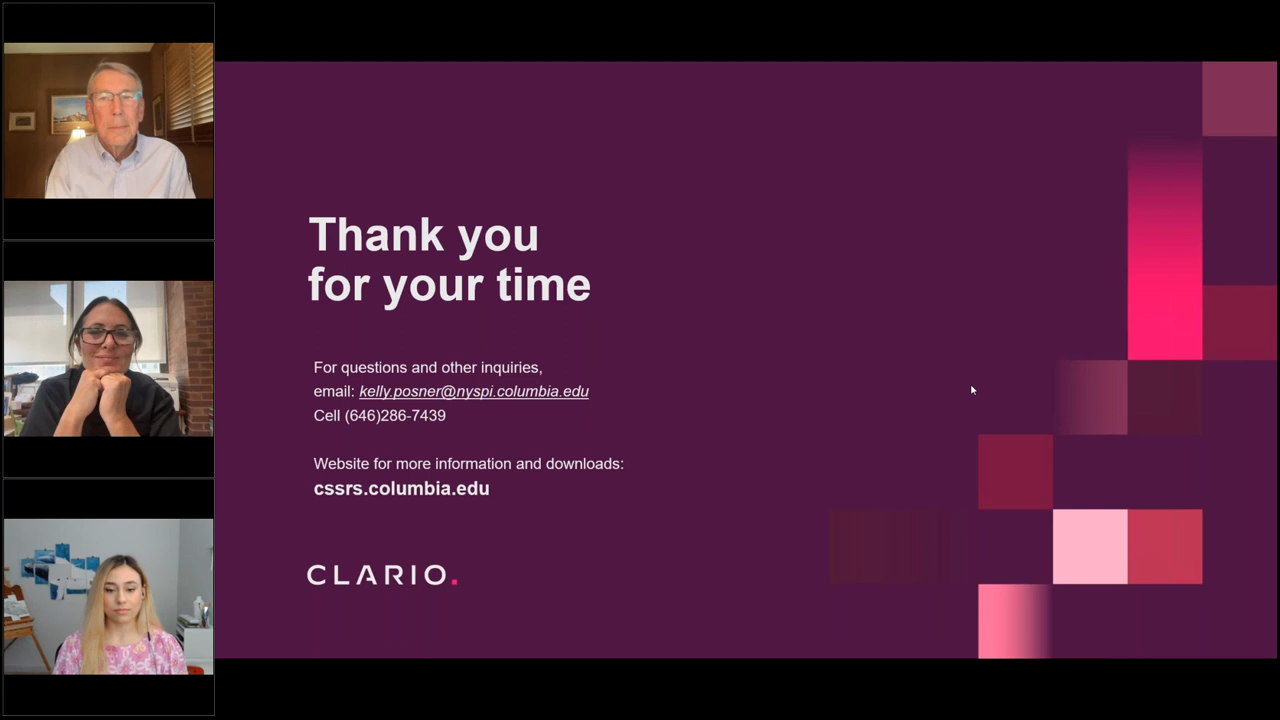 Thank you
for your time
For questions and other inquiries,
email: kelly.posner@nyspi.columbia.edu
Cell (646)286-7439
Website for more information and downloads:
cssrs.columbia.edu
CLARIO.